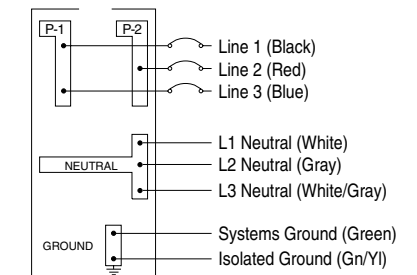 P-1 P-2
Line 1 (Black)
Line 2 (Red)
Line 3 (Blue)
L1 Neutral (White)
NEUTRAL
L2 Neutral (Gray)
L3 Neutral (White/Gray)
Systems Ground (Green)
GROUND
Isolated Ground (Gn/Yl)